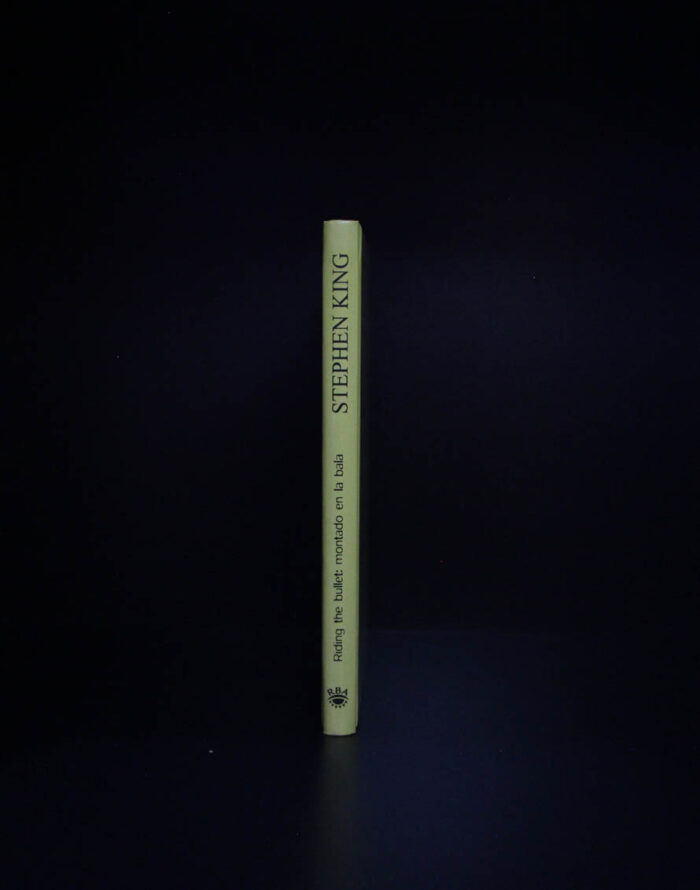 STEPHEN KING
Riding the bullet: montado en la bala
RBA